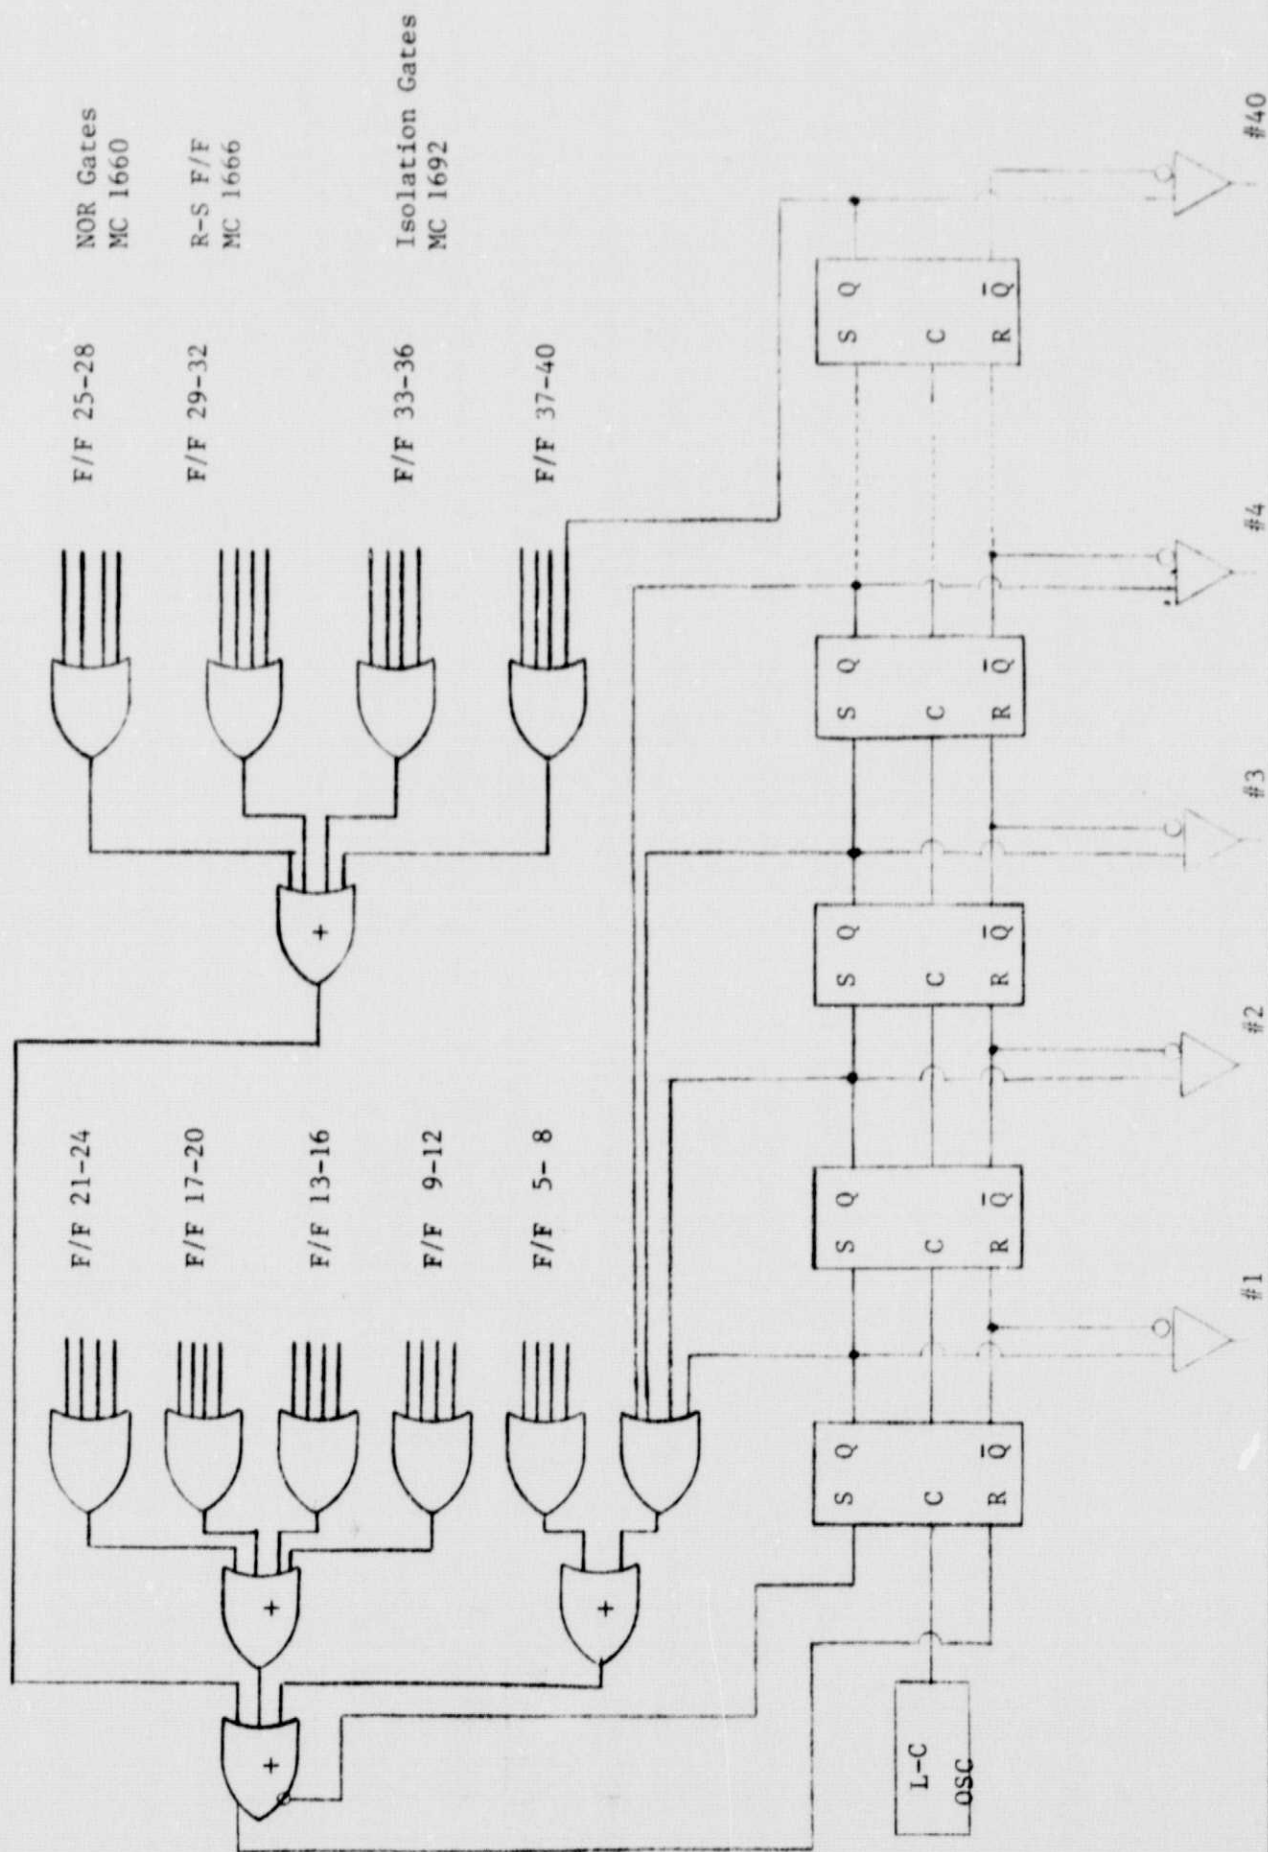 NOR Gates
MC 1660
R-S F/F
MC 1666
Isolation Gates
MC 1692
F/F 25-28
F/F 29-32
F/F 33-36
F/F 37-40
+
F/F 21-24
F/F 17-20
F/F 13-16
F/F 9-12
F/F 5- 8
+
+
+
L-C
OSC
S Q
C
R Q̅
S Q
C
R Q̅
S Q
C
R Q̅
S Q
C
R Q̅
S Q
C
R Q̅
#1
#2
#3
#4
#40